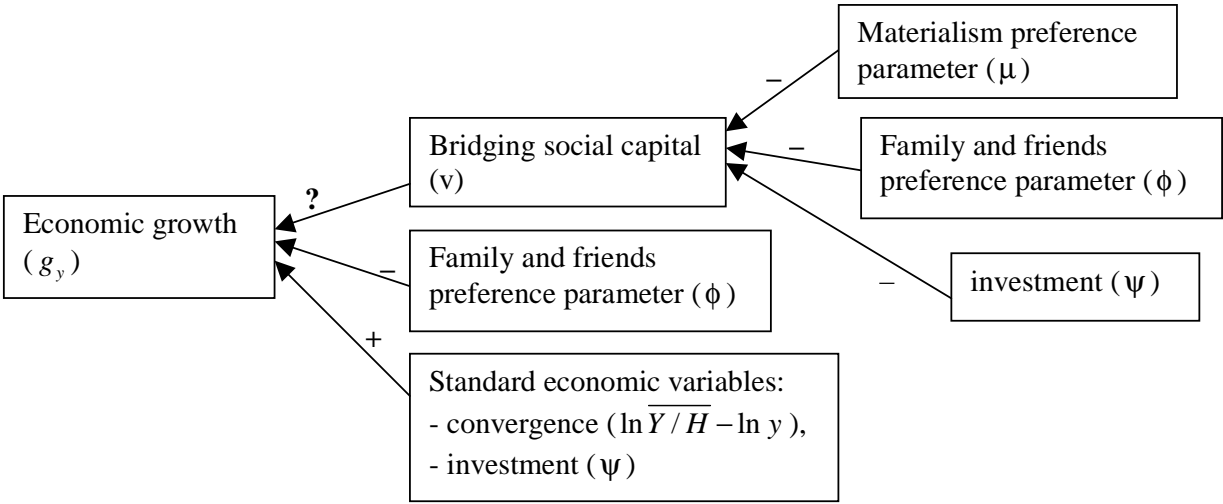 Materialism preference
parameter (μ)
–
Bridging social capital
(v)
–
Family and friends
preference parameter (ϕ)
?
Economic growth
(g_y)
–
Family and friends
preference parameter (ϕ)
–
investment (ψ)
+
Standard economic variables:
- convergence (ln \overline{Y / H} – ln y),
- investment (ψ)